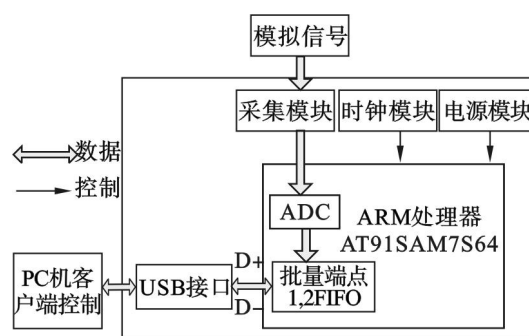 模拟信号
采集模块
时钟模块
电源模块
数据
控制
ADC
ARM处理器
AT91SAM7S64
PC机客
户端控制
USB接口
D+
D−
批量端点
1,2FIFO